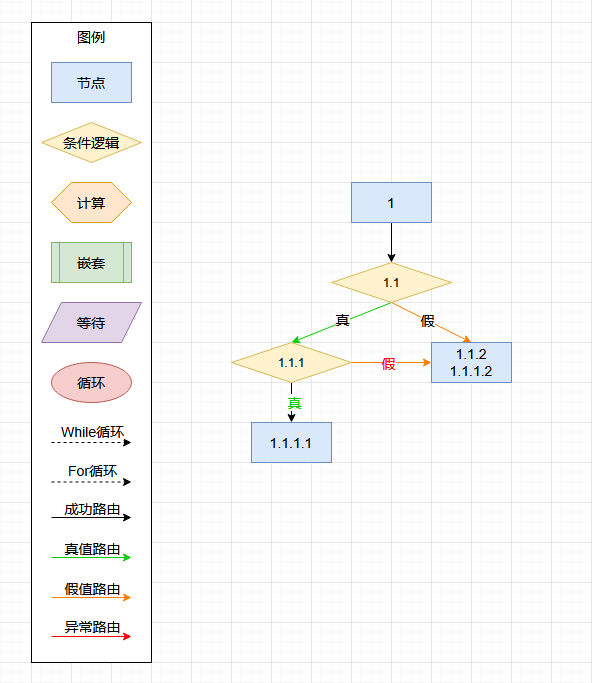 图例
节点
条件逻辑
计算
嵌套
等待
循环
While循环
For循环
成功路由
真值路由
假值路由
异常路由
1
1.1
真
假
1.1.1
假
1.1.2
1.1.1.2
真
1.1.1.1